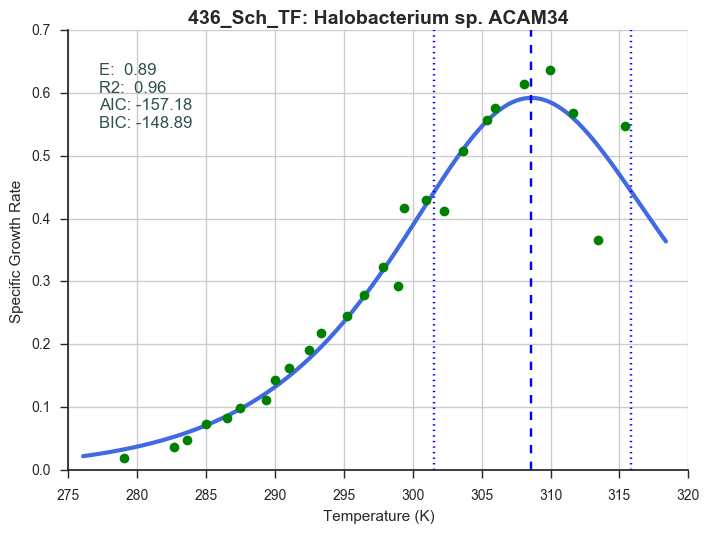 436_Sch_TF: Halobacterium sp. ACAM34
E:  0.89
R2:  0.96
AIC: -157.18
BIC: -148.89
Specific Growth Rate
0.7
0.6
0.5
0.4
0.3
0.2
0.1
0.0
275 280 285 290 295 300 305 310 315 320
Temperature (K)